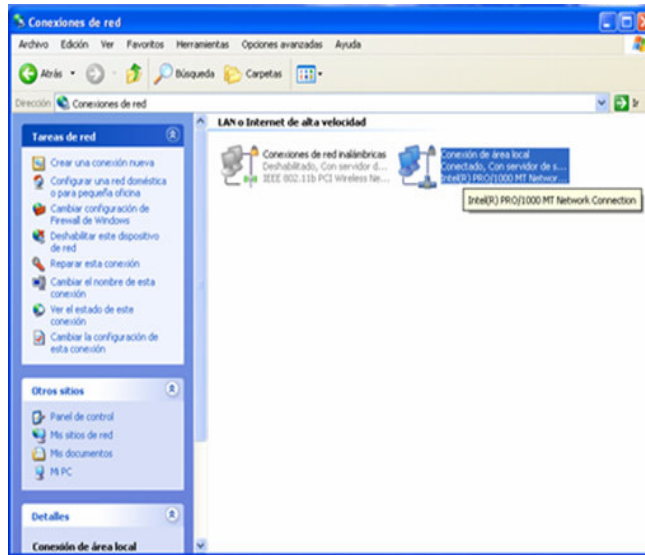 Conexiones de red
Archivo Edición Ver Favoritos Herramientas Opciones avanzadas Ayuda
Atrás Búsqueda Carpetas
Dirección Conexiones de red Ir
Tareas de red
Crear una conexión nueva
Configurar una red doméstica
o para pequeña oficina
Cambiar configuración de
Firewall de Windows
Deshabilitar este dispositivo
de red
Reparar esta conexión
Cambiar el nombre de esta
conexión
Ver el estado de este
conexión
Cambiar la configuración de
esta conexión
Otros sitios
Panel de control
Mis sitios de red
Mis documentos
Mi PC
Detalles
Conexión de área local
LAN o Internet de alta velocidad
Conexiones de red inalámbricas
Deshabilitado, Con servidor d...
IEEE 802.11b PCI Wireless Ne...
Conexión de área local
Conectado, Con servidor de s...
Intel(R) PRO/1000 MT Networ...
Intel(R) PRO/1000 MT Network Connection